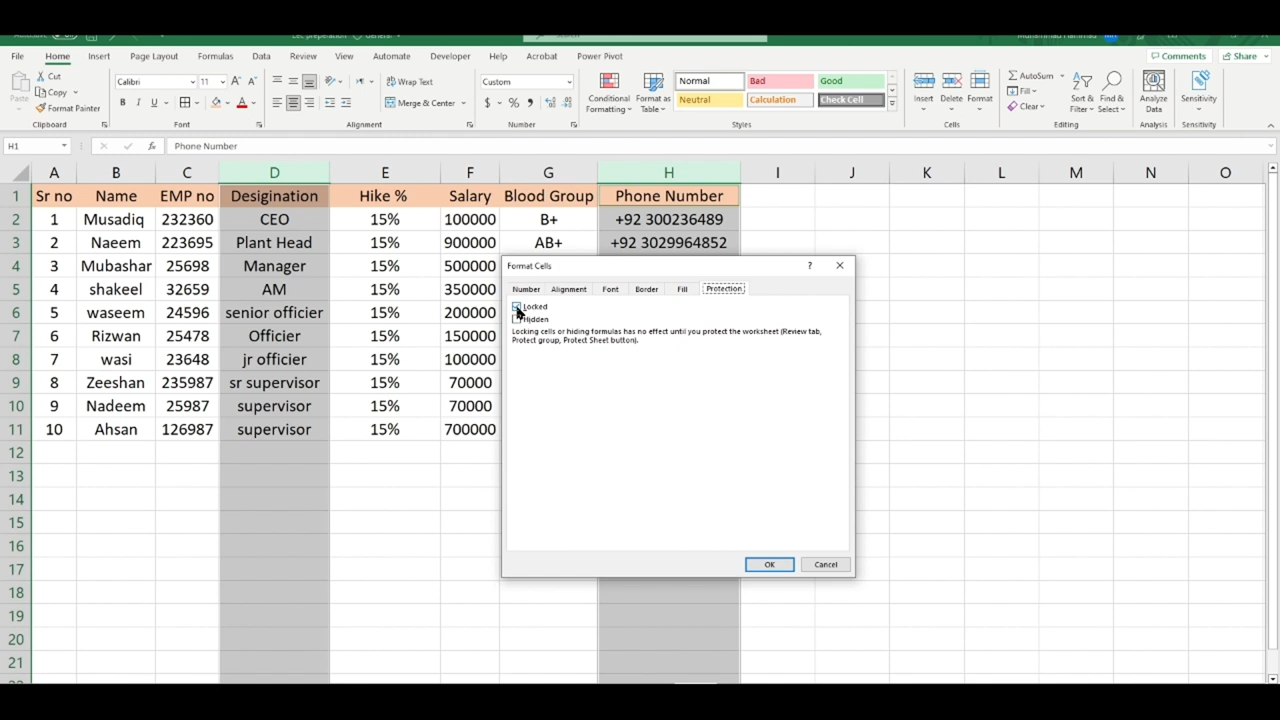 File Home Insert Page Layout Formulas Data Review View Automate Developer Help Acrobat Power Pivot Comments Share
Cut
Copy
Format Painter
Paste
Clipboard
Calibri 11
B I U
Font
Wrap Text
Merge & Center
Alignment
Custom
$ % ,
Number
Conditional Formatting
Format as Table
Normal Bad Good
Neutral Calculation Check Cell
Styles
Insert Delete Format
Cells
AutoSum
Fill
Clear
Sort & Filter
Find & Select
Editing
Analyze Data
Analysis
Sensitivity
Sensitivity
H1 fx Phone Number
A B C D E F G H I J K L M N O
1 Sr no Name EMP no Desigination Hike % Salary Blood Group Phone Number
2 1 Musadiq 232360 CEO 15% 100000 B+ +92 300236489
3 2 Naeem 223695 Plant Head 15% 900000 AB+ +92 3029964852
4 3 Mubashar 25698 Manager 15% 500000
5 4 shakeel 32659 AM 15% 350000
6 5 waseem 24596 senior officier 15% 200000
7 6 Rizwan 25478 Officier 15% 150000
8 7 wasi 23648 jr officier 15% 100000
9 8 Zeeshan 235987 sr supervisor 15% 70000
10 9 Nadeem 25987 supervisor 15% 70000
11 10 Ahsan 126987 supervisor 15% 700000
12
13
14
15
16
17
18
19
20
21
Format Cells ?
Number Alignment Font Border Fill Protection
Locked
Hidden
Locking cells or hiding formulas has no effect until you protect the worksheet (Review tab,
Protect group, Protect Sheet button).
OK Cancel